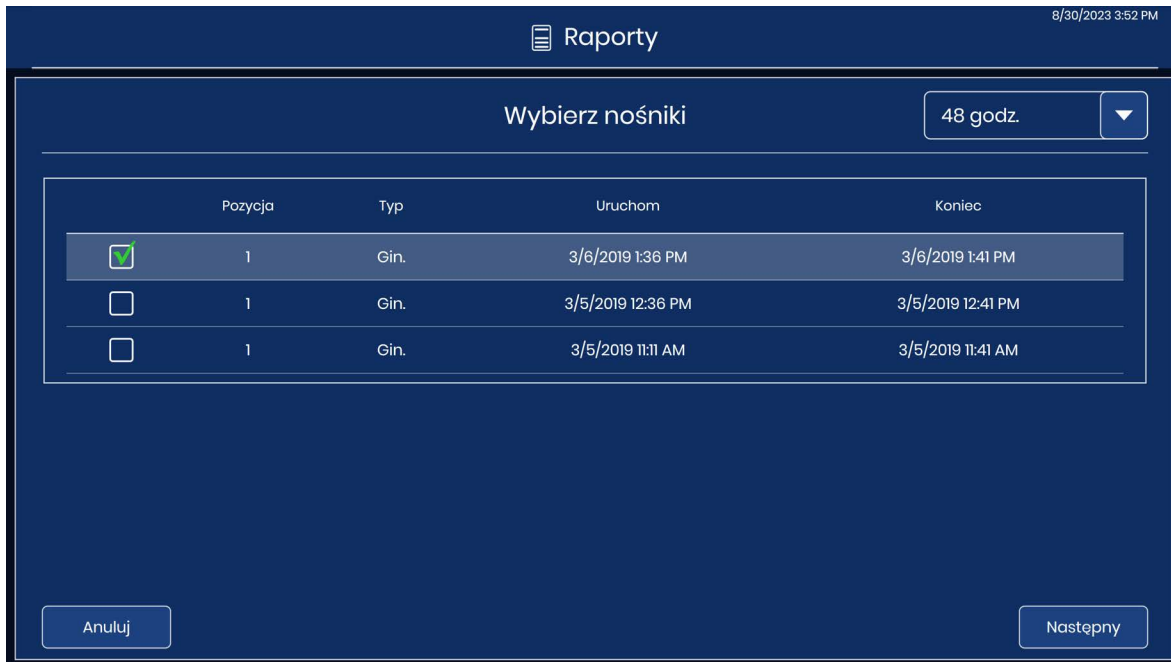 8/30/2023 3:52 PM
Raporty
Wybierz nośniki
48 godz.
Pozycja Typ Uruchom Koniec
1 Gin. 3/6/2019 1:36 PM 3/6/2019 1:41 PM
1 Gin. 3/5/2019 12:36 PM 3/5/2019 12:41 PM
1 Gin. 3/5/2019 11:11 AM 3/5/2019 11:41 AM
Anuluj Następny